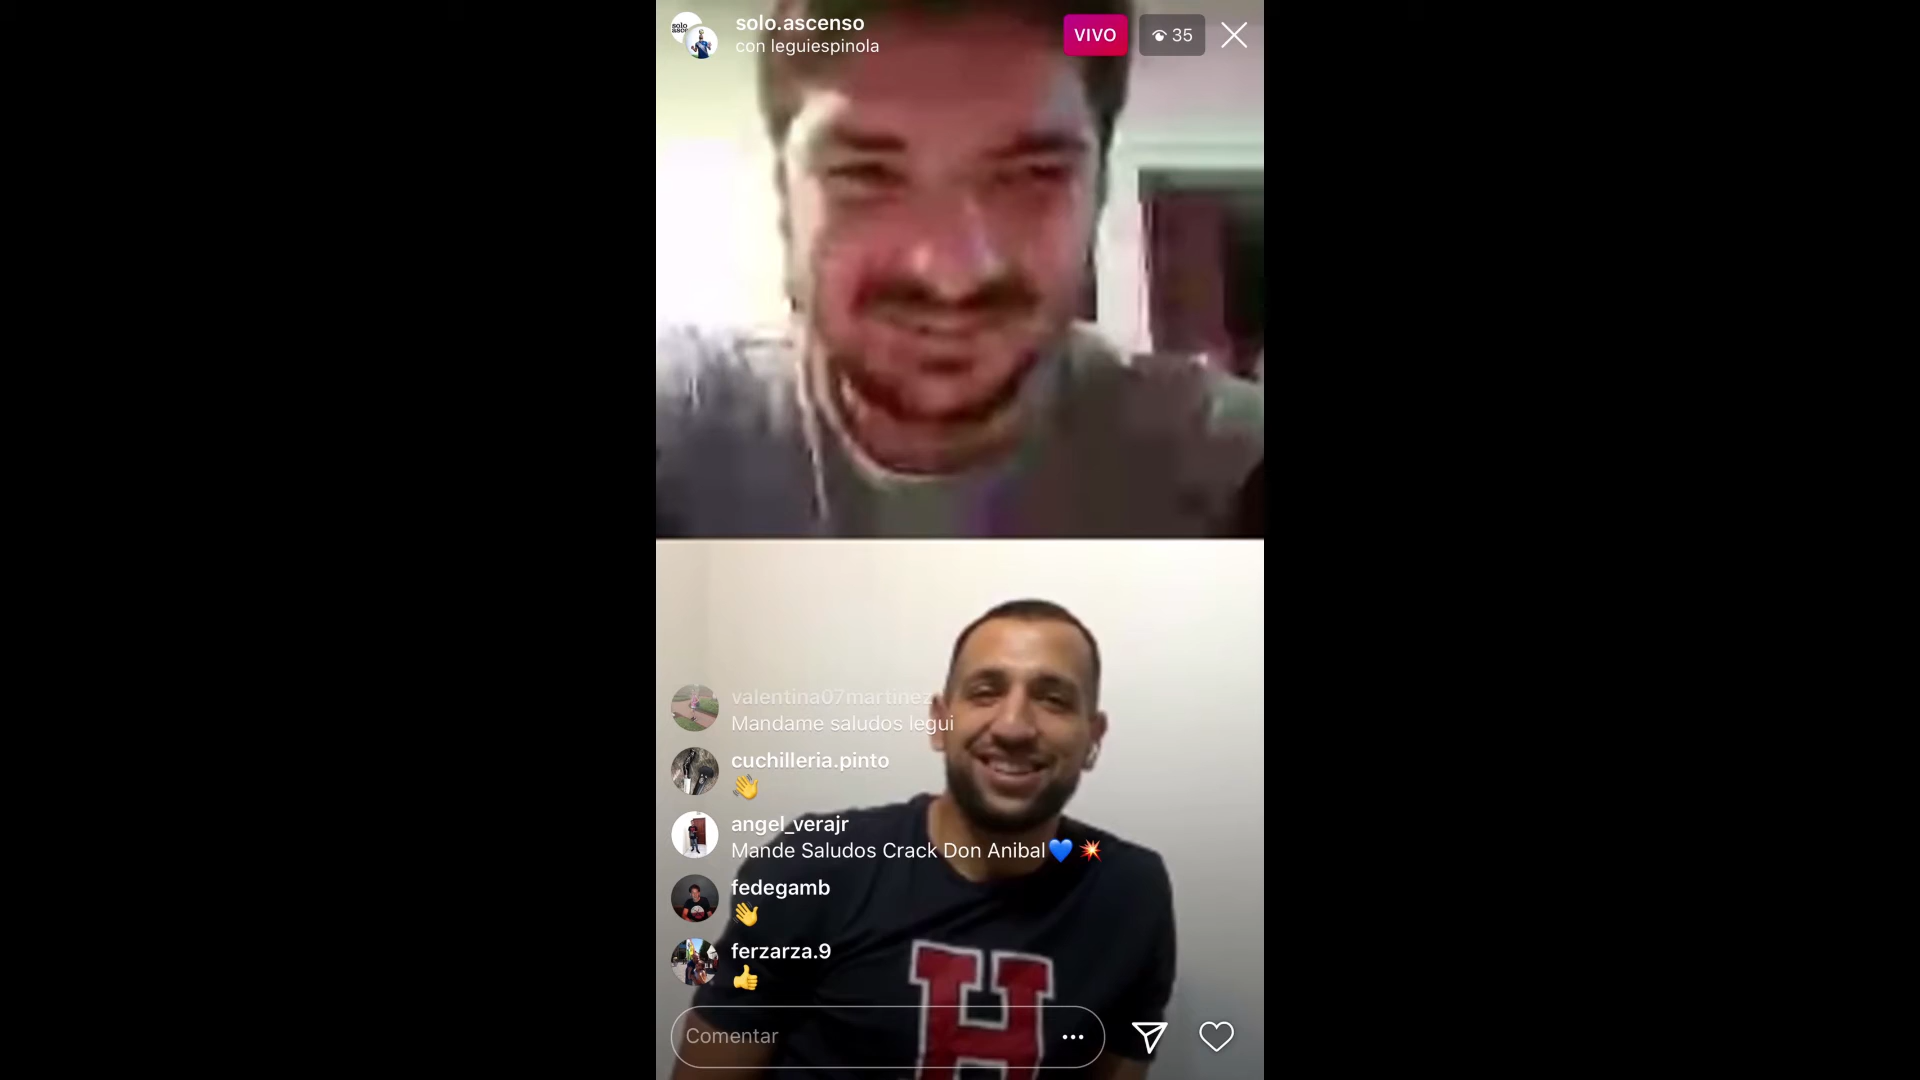 solo.ascenso
con leguiespinola
VIVO
35
valentina07martinez
Mandame saludos legui
cuchilleria.pinto
👋
angel_verajr
Mande Saludos Crack Don Anibal💙 💥
fedegamb
👋
ferzarza.9
👍
H
Comentar